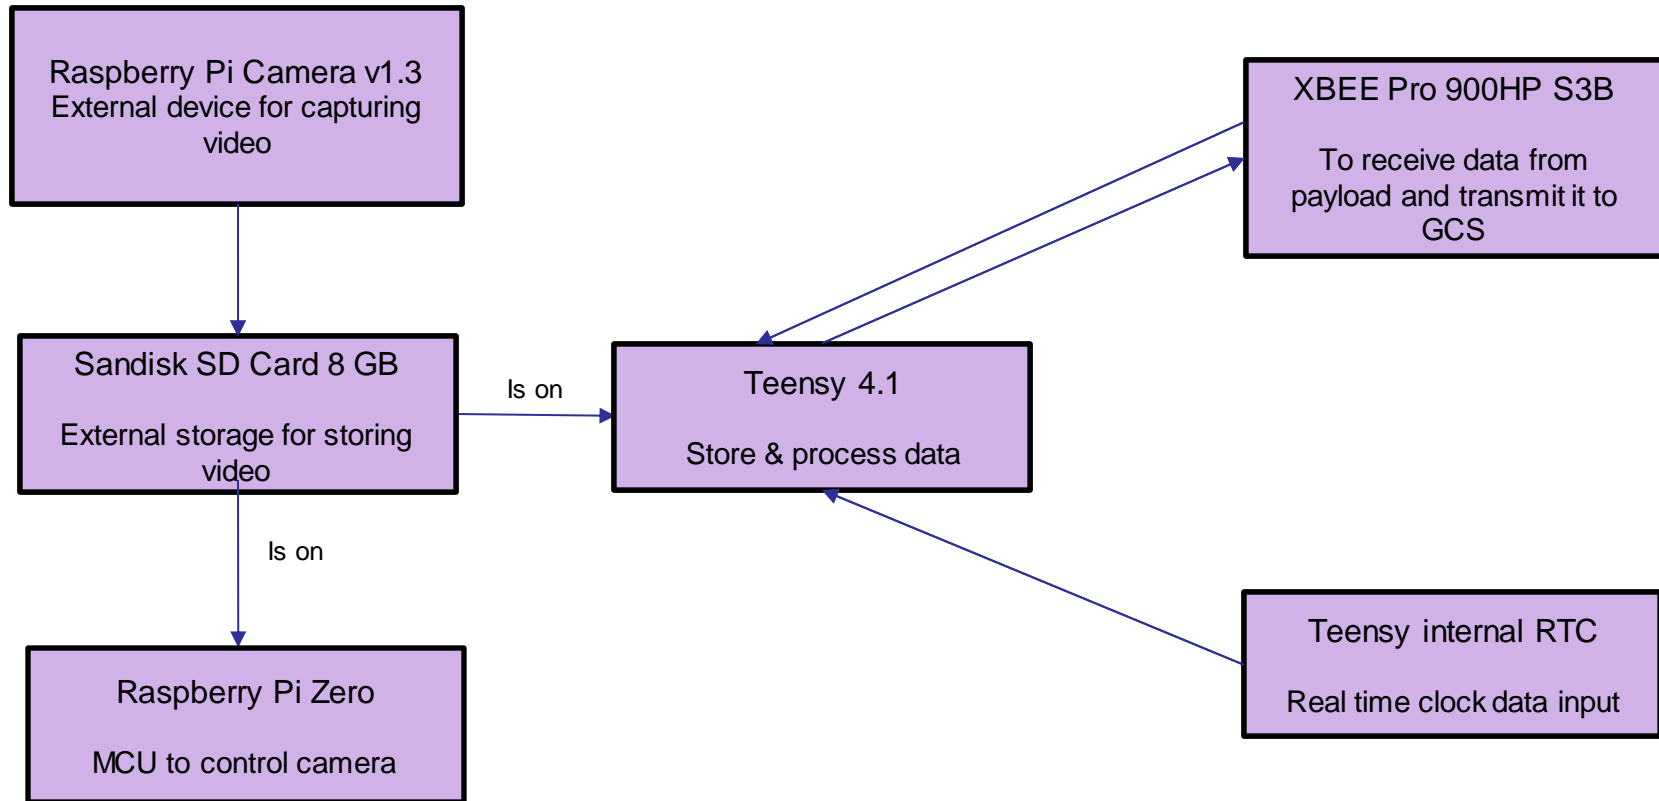 Raspberry Pi Camera v1.3
External device for capturing
video
XBEE Pro 900HP S3B
To receive data from
payload and transmit it to
GCS
Sandisk SD Card 8 GB
External storage for storing
video
Is on
Teensy 4.1
Store & process data
Is on
Raspberry Pi Zero
MCU to control camera
Teensy internal RTC
Real time clock data input